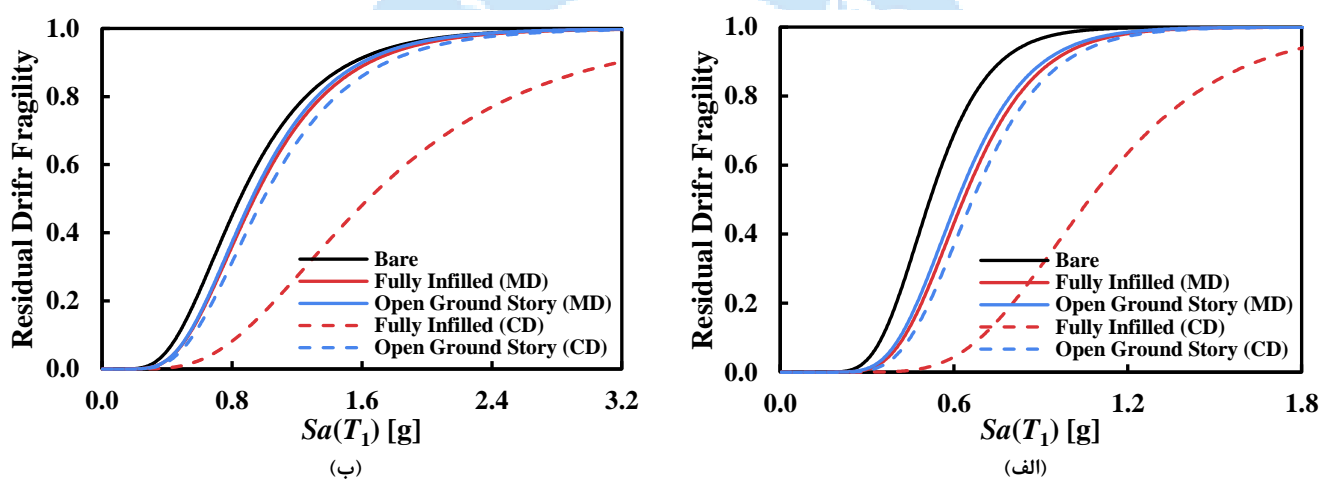 Residual Drifr Fragility
1.0
0.8
0.6
0.4
0.2
0.0
Bare
Fully Infilled (MD)
Open Ground Story (MD)
Fully Infilled (CD)
Open Ground Story (CD)
0.0 0.8 1.6 2.4 3.2
Sa(T1) [g]
(ب)
Residual Drifr Fragility
1.0
0.8
0.6
0.4
0.2
0.0
Bare
Fully Infilled (MD)
Open Ground Story (MD)
Fully Infilled (CD)
Open Ground Story (CD)
0.0 0.6 1.2 1.8
Sa(T1) [g]
(الف)